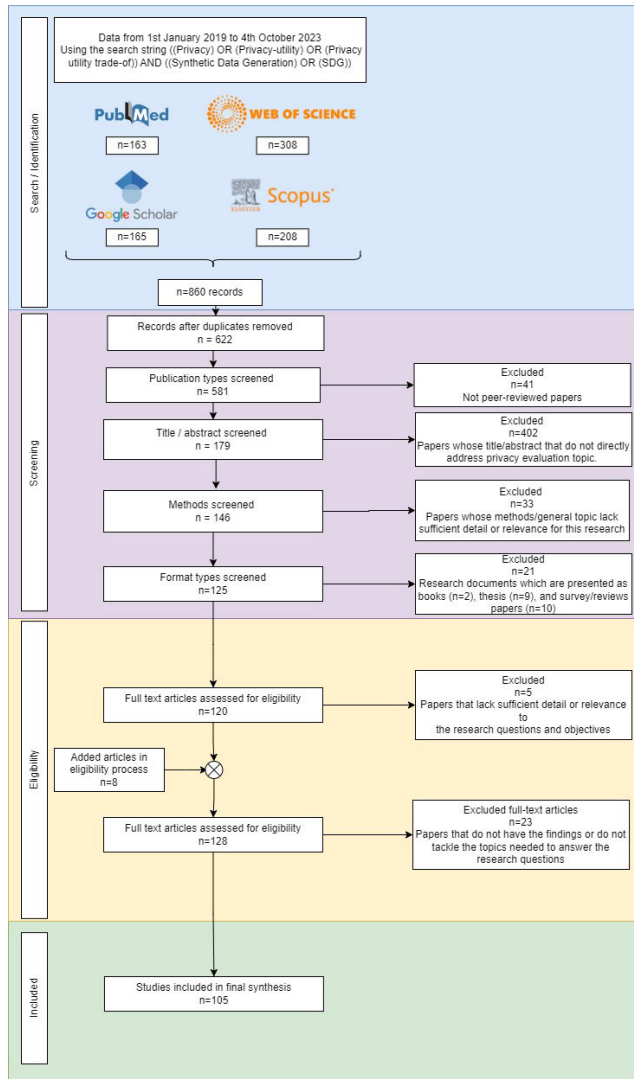 Data from 1st January 2019 to 4th October 2023
Using the search string ((Privacy) OR (Privacy-utility) OR (Privacy
utility trade-of)) AND ((Synthetic Data Generation) OR (SDG))
Search / Identification
PubMed
WEB OF SCIENCE
n=163
n=308
Google Scholar
ELSEVIER
Scopus
n=165
n=208
n=860 records
Screening
Records after duplicates removed
n = 622
Publication types screened
n= 581
Excluded
n=41
Not peer-reviewed papers
Title / abstract screened
n = 179
Excluded
n=402
Papers whose title/abstract that do not directly
address privacy evaluation topic.
Methods screened
n = 146
Excluded
n=33
Papers whose methods/general topic lack
sufficient detail or relevance for this research
Format types screened
n=125
Excluded
n=21
Research documents which are presented as
books (n=2), thesis (n=9), and survey/reviews
papers (n=10)
Eligibility
Full text articles assessed for eligibility
n=120
Excluded
n=5
Papers that lack sufficient detail or relevance
to
the research questions and objectives
Added articles in
eligibility process
n=8
Full text articles assessed for eligibility
n=128
Excluded full-text articles
n=23
Papers that do not have the findings or do not
tackle the topics needed to answer the
research questions
Included
Studies included in final synthesis
n=105